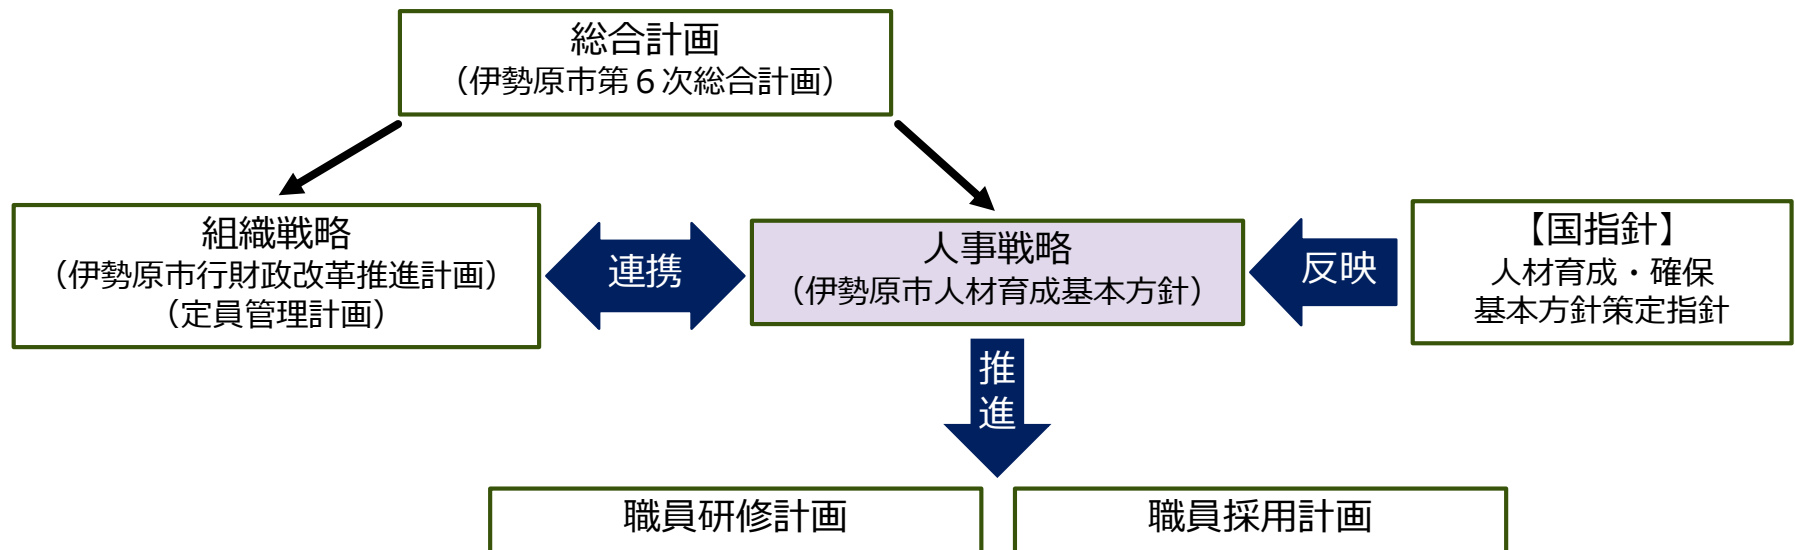 総合計画
（伊勢原市第６次総合計画）
組織戦略
（伊勢原市行財政改革推進計画）
（定員管理計画）
連携
人事戦略
（伊勢原市人材育成基本方針）
反映
【国指針】
人材育成・確保
基本方針策定指針
推進
職員研修計画
職員採用計画